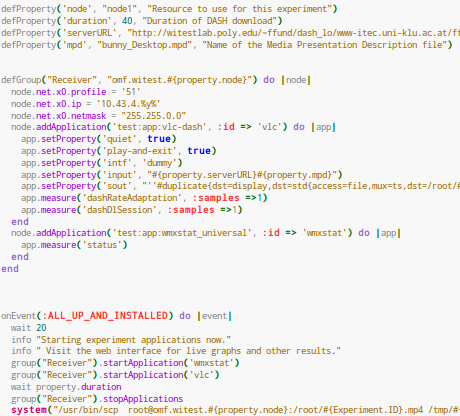 defProperty('node', "node1", "Resource to use for this experiment")
defProperty('duration', 40, "Duration of DASH download")
defProperty('serverURL', "http://witestlab.poly.edu/~ffund/dash_lo/www-itec.uni-klu.ac.at/ft
defProperty('mpd', "bunny_Desktop.mpd", "Name of the Media Presentation Description file")
defGroup("Receiver", "omf.witest.#{property.node}") do |node|
node.net.x0.profile = '51'
node.net.x0.ip = '10.43.4.%y%'
node.net.x0.netmask = "255.255.0.0"
node.addApplication('test:app:vlc-dash', :id => 'vlc') do |app|
app.setProperty('quiet', true)
app.setProperty('play-and-exit', true)
app.setProperty('intf', 'dummy')
app.setProperty('input', "#{property.serverURL}#{property.mpd}")
app.setProperty('sout', "''#duplicate{dst=display,dst=std{access=file,mux=ts,dst=/root/#
app.measure('dashRateAdaptation', :samples =>1)
app.measure('dashDlSession', :samples =>1)
end
node.addApplication('test:app:wmxstat_universal', :id => 'wmxstat') do |app|
app.measure('status')
end
end
onEvent(:ALL_UP_AND_INSTALLED) do |event|
wait 20
info "Starting experiment applications now."
info " Visit the web interface for live graphs and other results."
group("Receiver").startApplication('wmxstat')
group("Receiver").startApplication('vlc')
wait property.duration
group("Receiver").stopApplications
system("/usr/bin/scp root@omf.witest.#{property.node}:/root/#{Experiment.ID}.mp4 /tmp/#